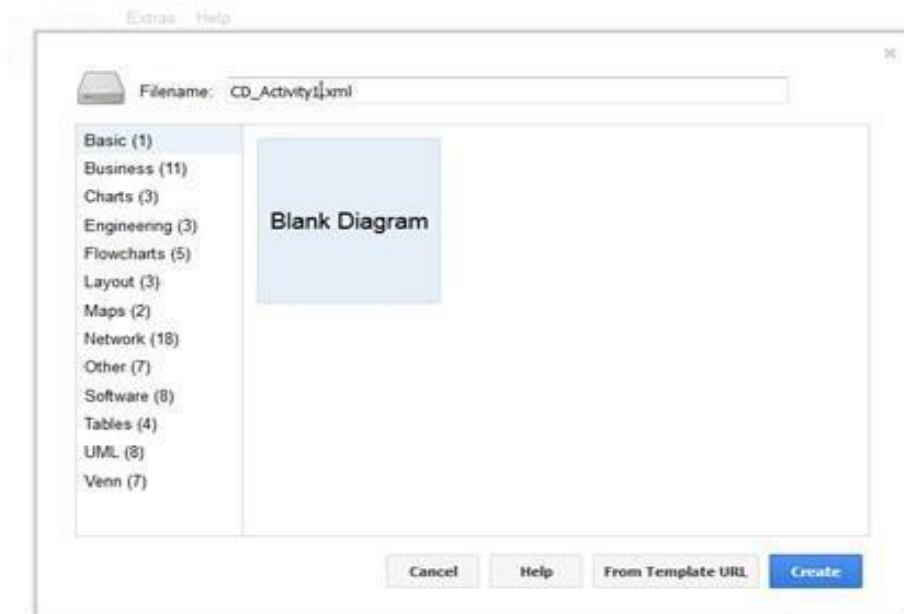 Extras Help
Filename: CD_Activity1.xml
Basic (1)
Business (11)
Charts (3)
Engineering (3)
Flowcharts (5)
Layout (3)
Maps (2)
Network (18)
Other (7)
Software (8)
Tables (4)
UML (8)
Venn (7)
Blank Diagram
Cancel Help From Template URL Create